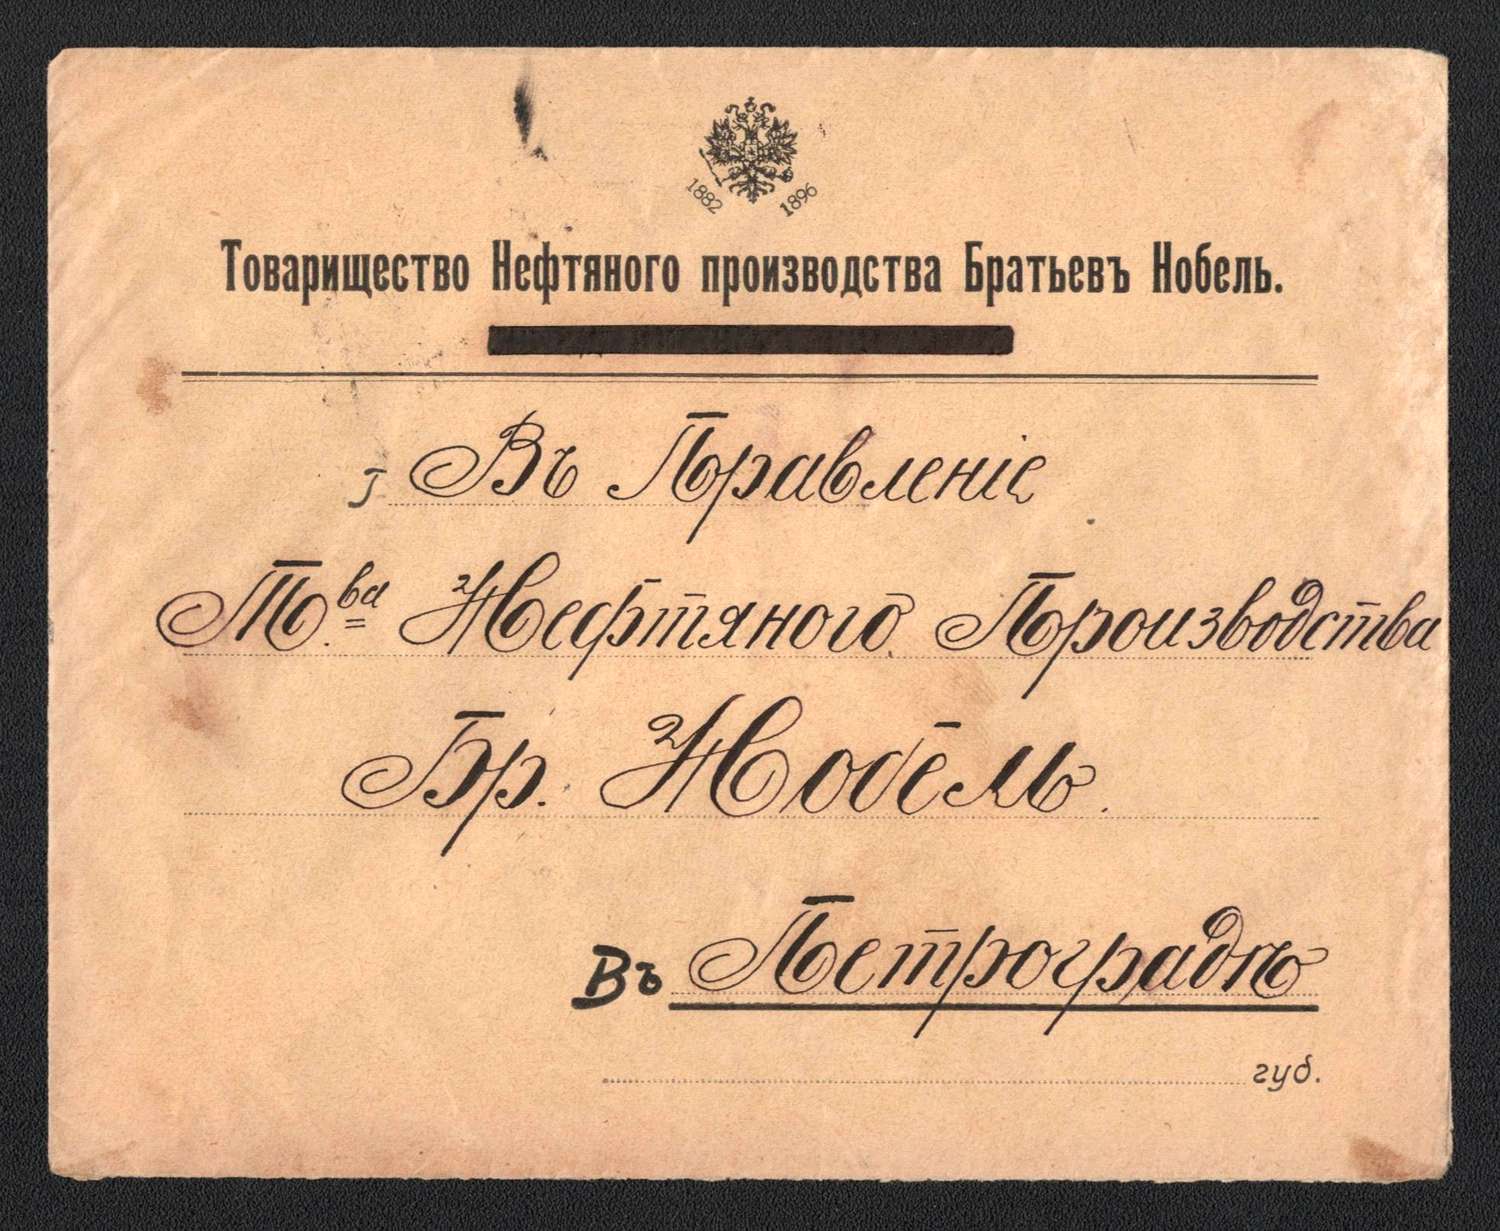 1882 1896
Товарищество Нефтяного производства Братьевъ Нобель.
Въ Правленіе
Т.ва Нефтяного Производства
Бр. Нобель.
Въ Петроградѣ
губ.